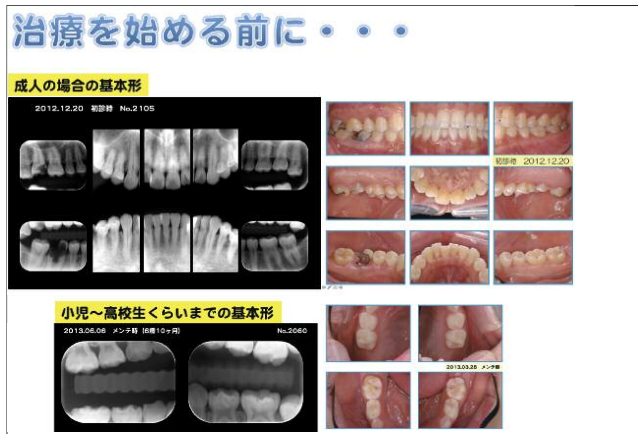 治療を始める前に・・・
成人の場合の基本形
2012.12.20 初診時 No.2105
初診時 2012.12.20
小児～高校生くらいまでの基本形
2013.06.06 メンテ時 (6歳10ヶ月) No.2060
2013.03.28 メンテ時